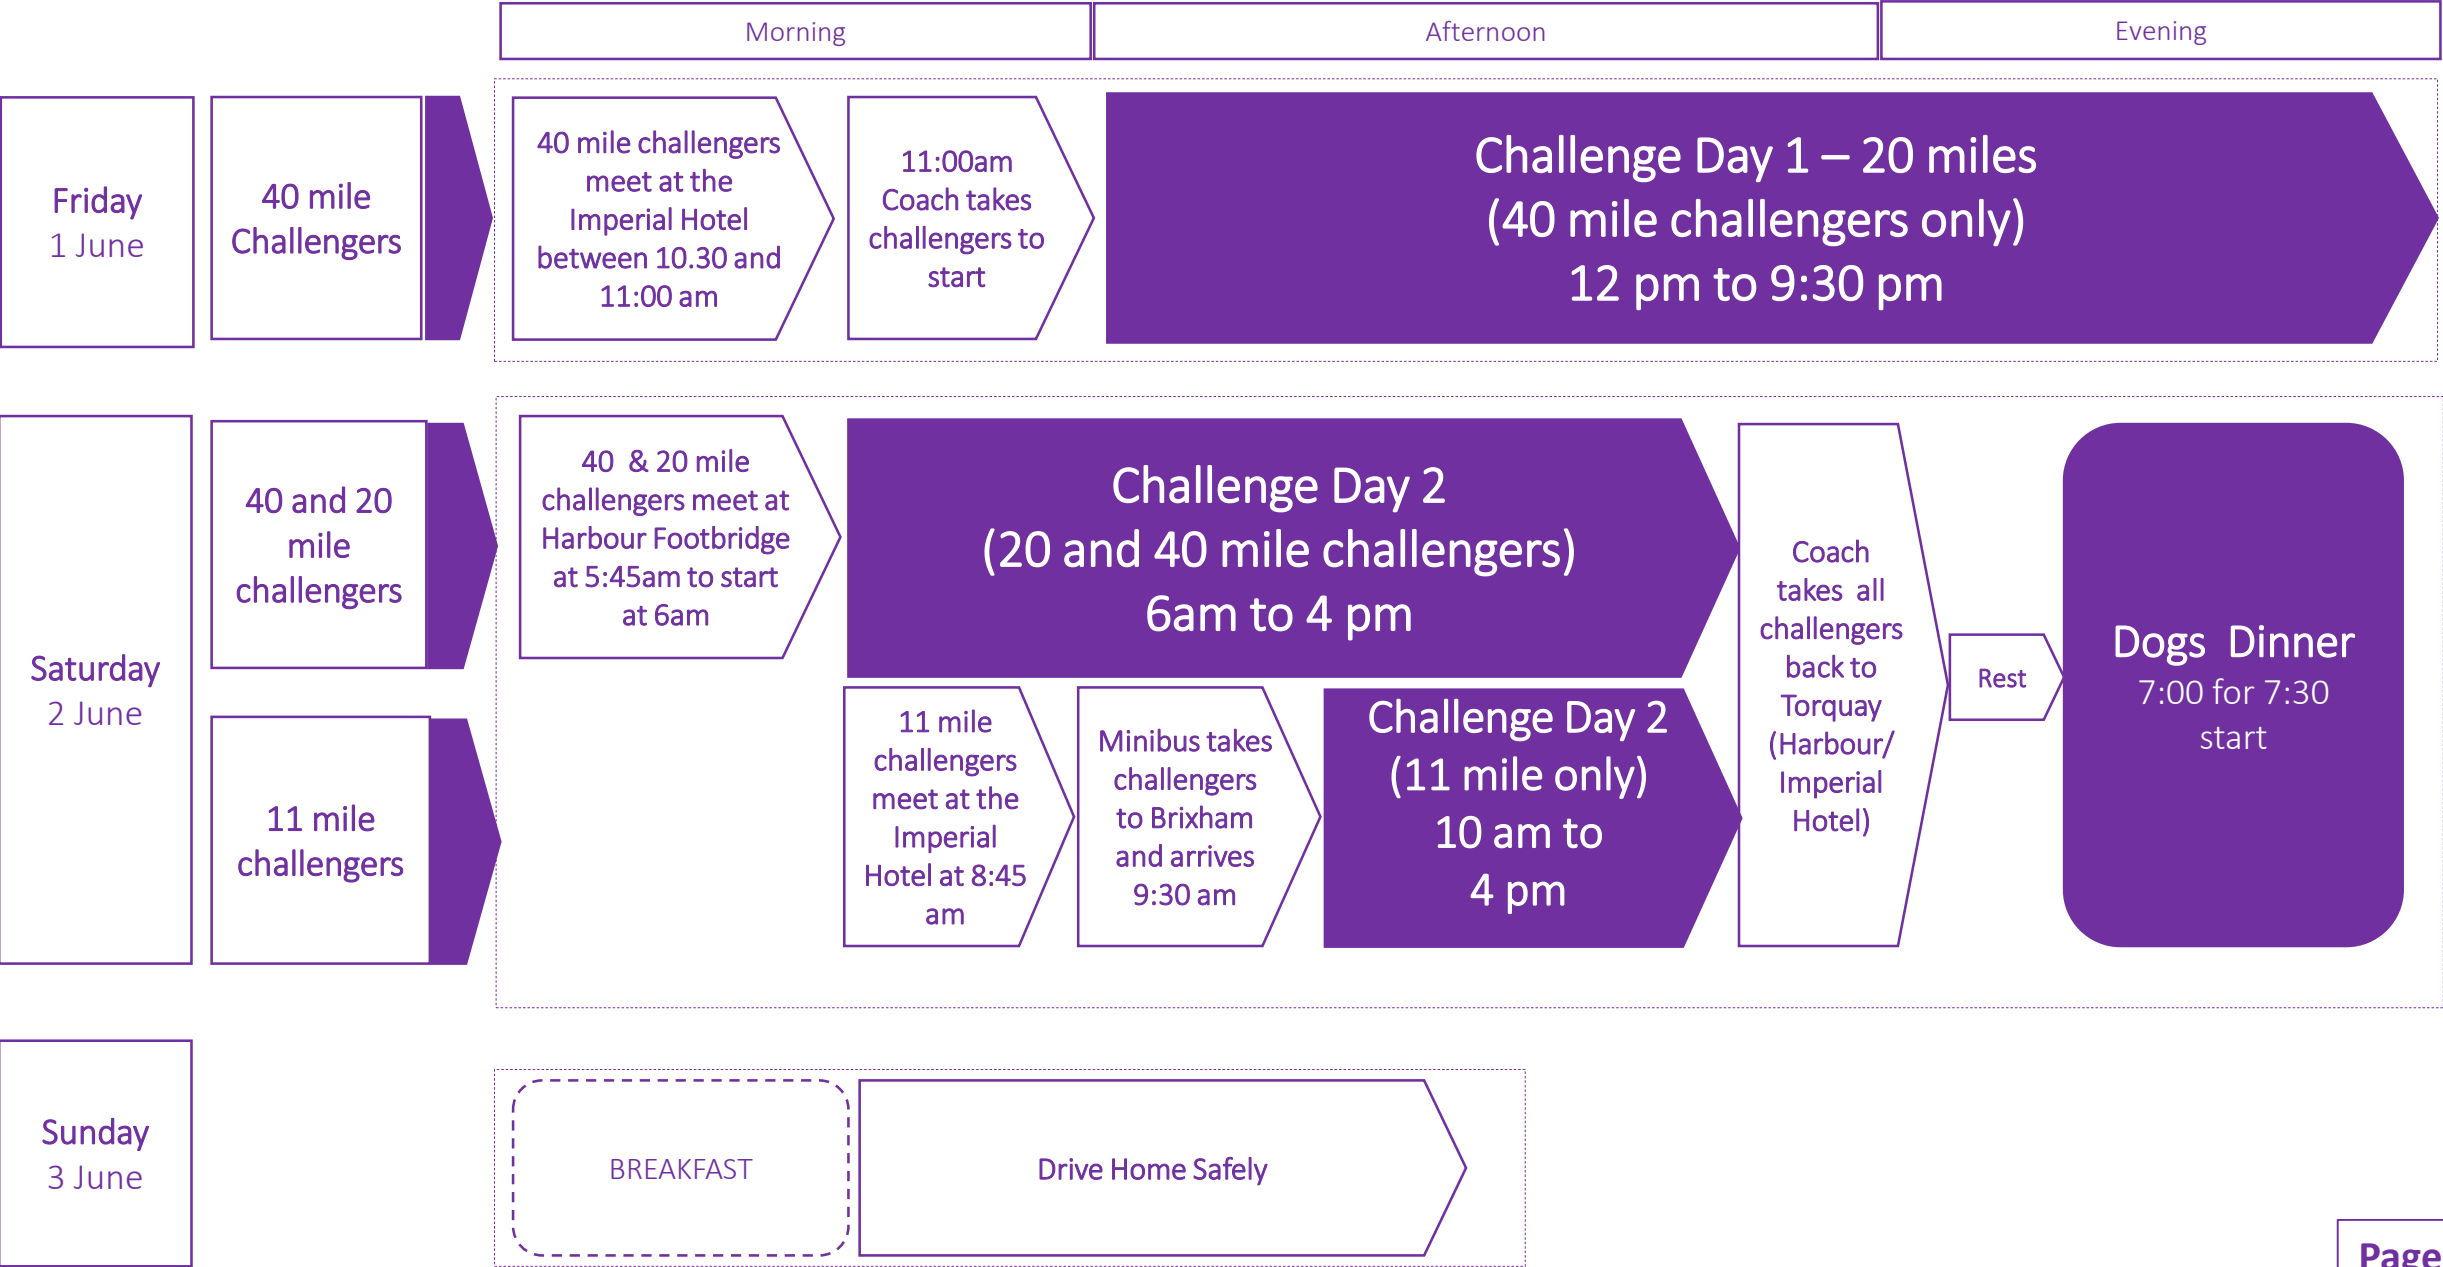 Morning
Afternoon
Evening
Friday
1 June
40 mile
Challengers
40 mile challengers
meet at the
Imperial Hotel
between 10.30 and
11:00 am
11:00am
Coach takes
challengers to
start
Challenge Day 1 – 20 miles
(40 mile challengers only)
12 pm to 9:30 pm
Saturday
2 June
40 and 20
mile
challengers
40 & 20 mile
challengers meet at
Harbour Footbridge
at 5:45am to start
at 6am
Challenge Day 2
(20 and 40 mile challengers)
6am to 4 pm
11 mile
challengers
11 mile
challengers
meet at the
Imperial
Hotel at 8:45
am
Minibus takes
challengers
to Brixham
and arrives
9:30 am
Challenge Day 2
(11 mile only)
10 am to
4 pm
Coach
takes all
challengers
back to
Torquay
(Harbour/
Imperial
Hotel)
Rest
Dogs Dinner
7:00 for 7:30
start
Sunday
3 June
BREAKFAST
Drive Home Safely
Page